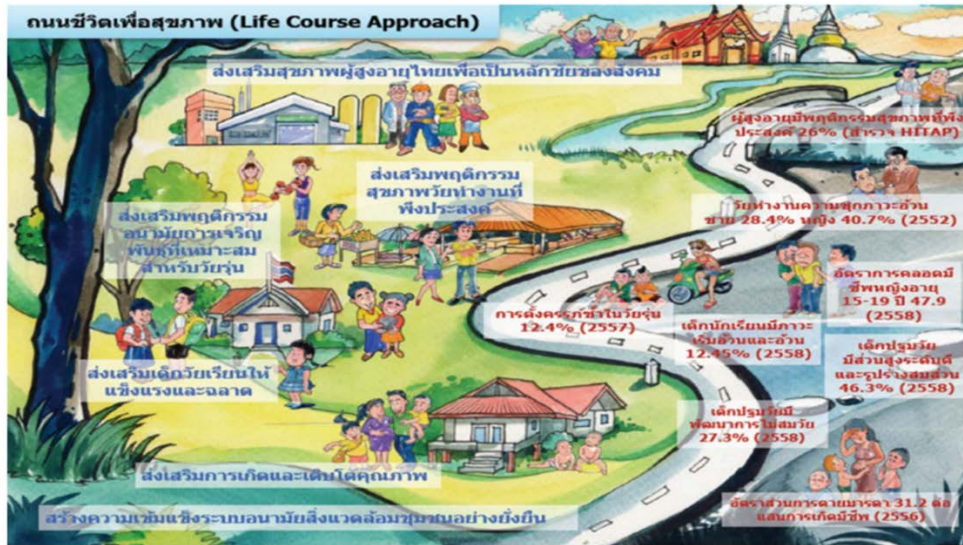 ถนนชีวิตเพื่อสุขภาพ (Life Course Approach)
ส่งเสริมสุขภาพผู้สูงอายุไทยเพื่อเป็นหลักชัยของสังคม
ผู้สูงอายุมีพฤติกรรมสุขภาพที่พึง
ประสงค์ 26% (สำรวจ HITAP)
ส่งเสริมพฤติกรรม
สุขภาพวัยทำงานที่
พึงประสงค์
วัยทำงานความชุกภาวะอ้วน
ชาย 28.4% หญิง 40.7% (2552)
ส่งเสริมพฤติกรรม
อนามัยการเจริญ
พันธุ์ที่เหมาะสม
สำหรับวัยรุ่น
อัตราการคลอดมี
ชีพหญิงอายุ
15-19 ปี 47.9
(2558)
การตั้งครรภ์ซ้ำในวัยรุ่น
12.4% (2557)
เด็กนักเรียนมีภาวะ
เริ่มอ้วนและอ้วน
12.45% (2558)
เด็กปฐมวัย
มีส่วนสูงระดับดี
และรูปร่างสมส่วน
46.3% (2558)
ส่งเสริมเด็กวัยเรียนให้
แข็งแรงและฉลาด
เด็กปฐมวัยมี
พัฒนาการไม่สมวัย
27.3% (2558)
ส่งเสริมการเกิดและเติบโตคุณภาพ
อัตราส่วนการตายมารดา 31.2 ต่อ
แสนการเกิดมีชีพ (2556)
สร้างความเข้มแข็งระบบอนามัยสิ่งแวดล้อมชุมชนอย่างยั่งยืน